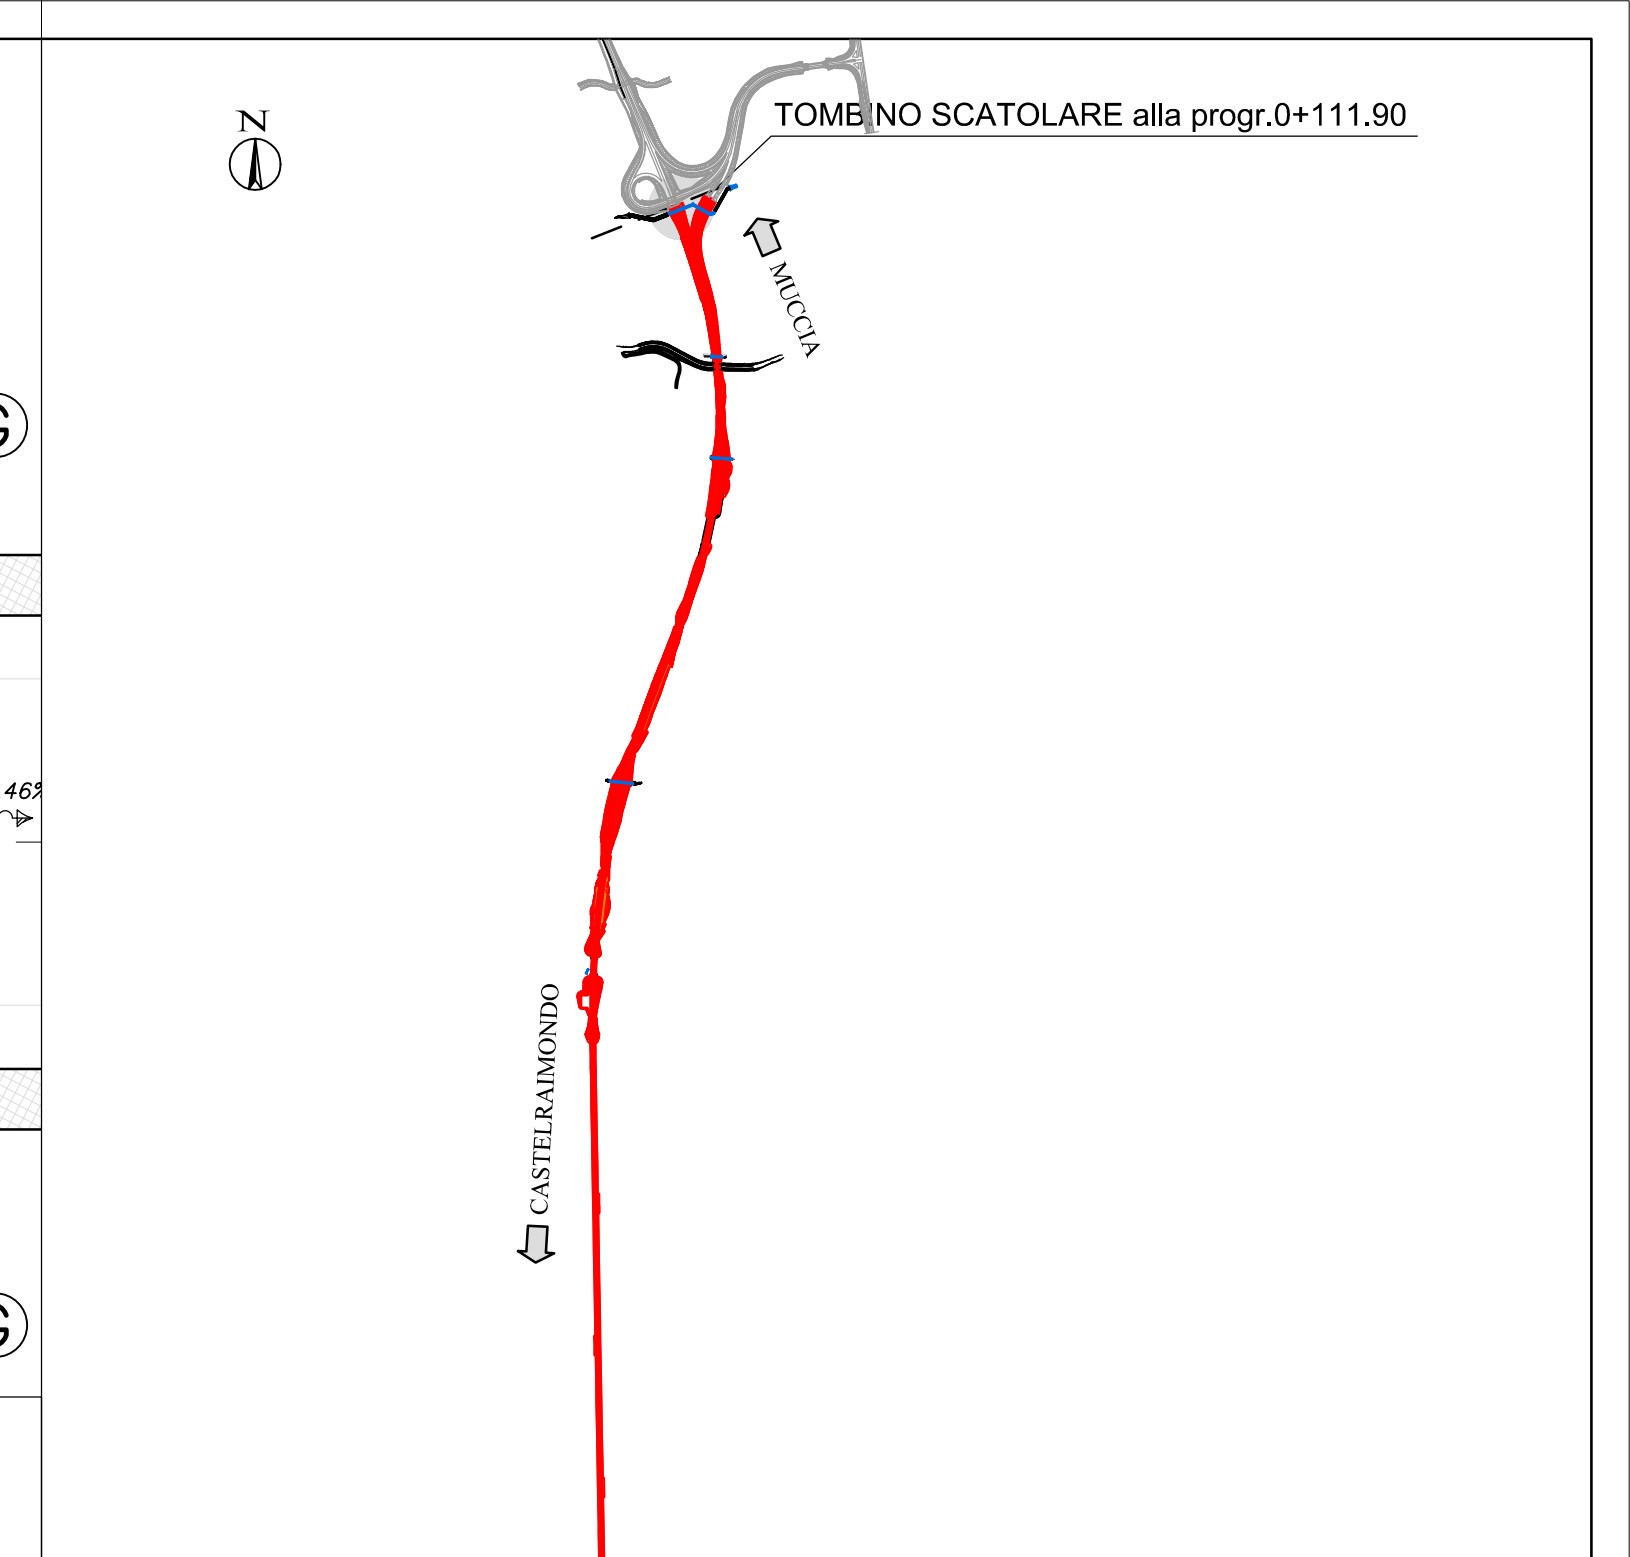 N
TOMBINO SCATOLARE alla progr.0+111.90
MUCCIA
G
46%
CASTELRAIMONDO
G